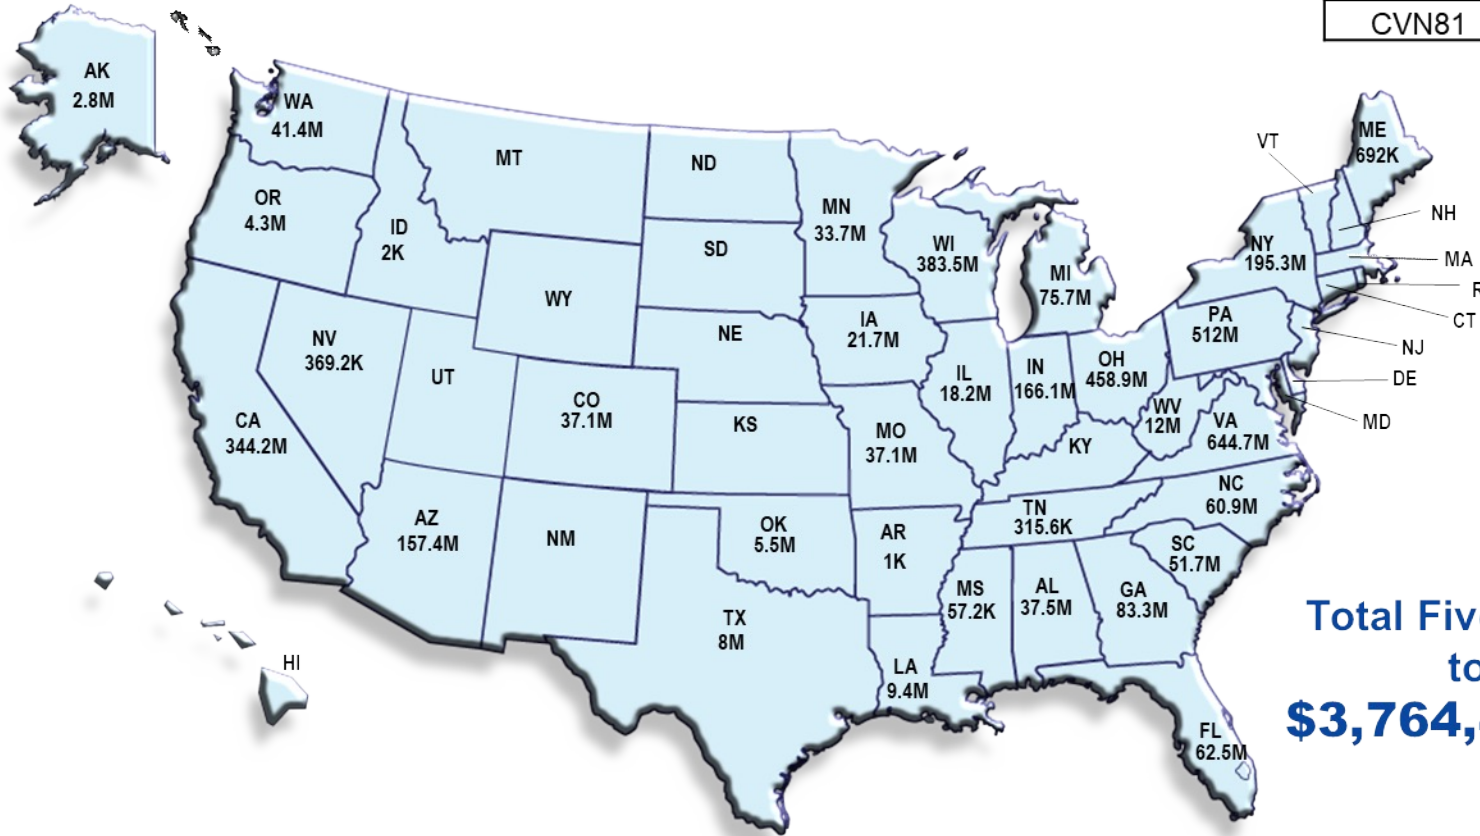 CVN81
AK
2.8M
WA
41.4M
MT
ND
MN
33.7M
VT
ME
692K
OR
4.3M
ID
2K
SD
WI
383.5M
MI
75.7M
NY
195.3M
NH
MA
R
CT
NJ
DE
MD
WY
NV
369.2K
UT
NE
IA
21.7M
IL
18.2M
IN
166.1M
OH
458.9M
PA
512M
WV
12M
VA
644.7M
CA
344.2M
CO
37.1M
KS
MO
37.1M
KY
NC
60.9M
TN
315.6K
SC
51.7M
AZ
157.4M
NM
OK
5.5M
AR
1K
MS
57.2K
AL
37.5M
GA
83.3M
TX
8M
LA
9.4M
HI
FL
62.5M
Total Five
to
$3,764,